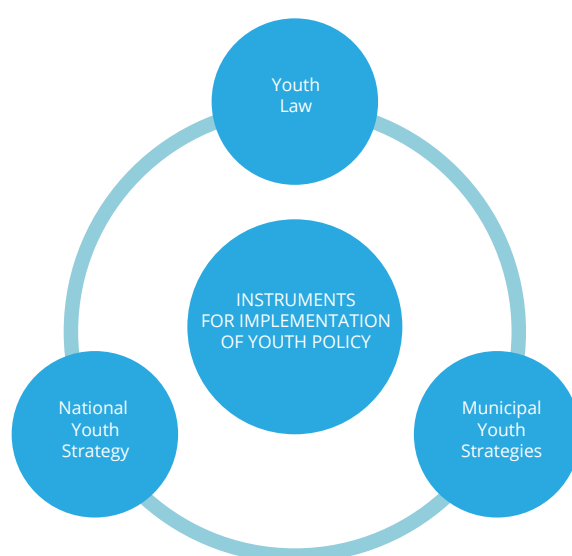 Youth
Law
INSTRUMENTS
FOR IMPLEMENTATION
OF YOUTH POLICY
National
Youth
Strategy
Municipal
Youth
Strategies